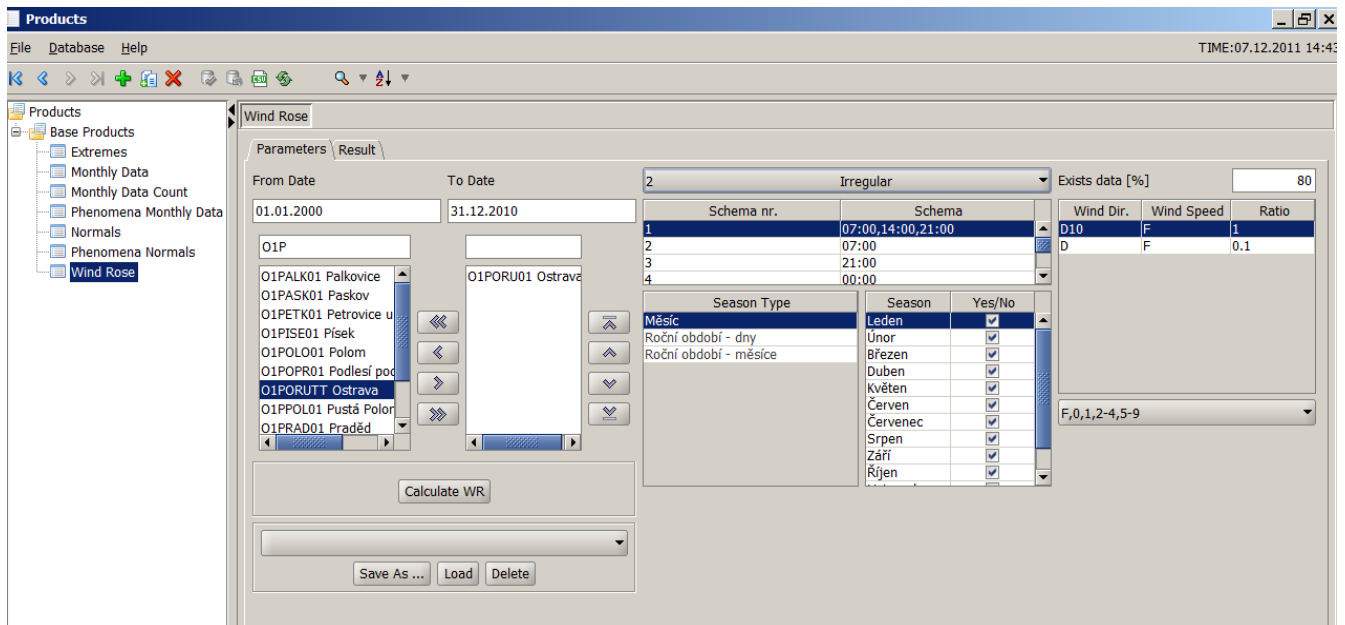 Products
File Database Help
TIME:07.12.2011 14:43
Products
Base Products
Extremes
Monthly Data
Monthly Data Count
Phenomena Monthly Data
Normals
Phenomena Normals
Wind Rose
Wind Rose
Parameters Result
From Date To Date
01.01.2000 31.12.2010
O1P
O1PALK01 Palkovice
O1PASK01 Paskov
O1PETK01 Petrovice u
O1PISE01 Písek
O1POLO01 Polom
O1POPR01 Podlesí pod
O1PORUTT Ostrava
O1PPOL01 Pustá Polom
O1PRAD01 Praděd
O1PORU01 Ostrava
Calculate WR
Save As ... Load Delete
2 Irregular
Schema nr. Schema
1 07:00,14:00,21:00
2 07:00
3 21:00
4 00:00
Season Type
Měsíc
Roční období - dny
Roční období - měsíce
Season Yes/No
Leden
Únor
Březen
Duben
Květen
Červen
Červenec
Srpen
Září
Říjen
Exists data [%] 80
Wind Dir. Wind Speed Ratio
D10 F 1
D F 0.1
F,0,1,2-4,5-9